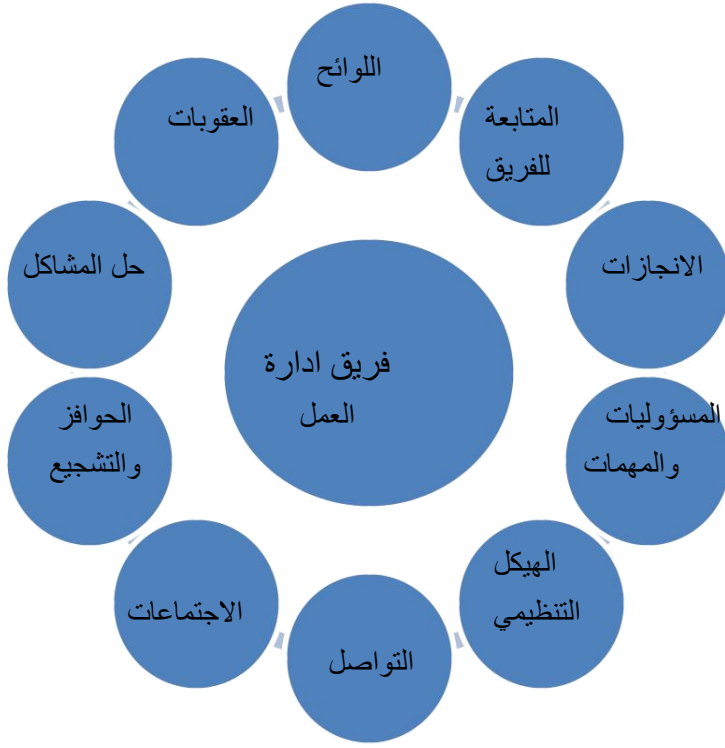 اللوائح
المتابعة
للفريق
الانجازات
المسؤوليات
والمهمات
الهيكل
التنظيمي
التواصل
الاجتماعات
الحوافز
والتشجيع
حل المشاكل
العقوبات
فريق ادارة
العمل